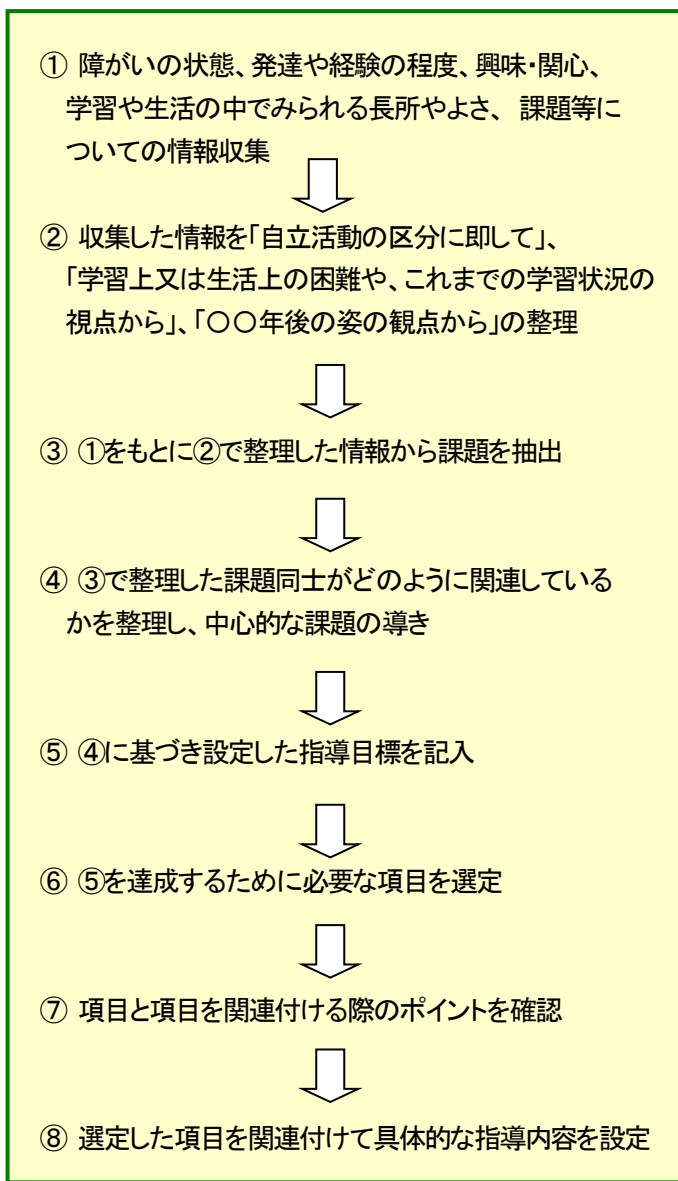 ① 障がいの状態、発達や経験の程度、興味・関心、
学習や生活の中でみられる長所やよさ、 課題等に
ついての情報収集
② 収集した情報を「自立活動の区分に即して」、
「学習上又は生活上の困難や、これまでの学習状況の
視点から」、「〇〇年後の姿の観点から」の整理
③ ①をもとに②で整理した情報から課題を抽出
④ ③で整理した課題同士がどのように関連している
かを整理し、中心的な課題の導き
⑤ ④に基づき設定した指導目標を記入
⑥ ⑤を達成するために必要な項目を選定
⑦ 項目と項目を関連付ける際のポイントを確認
⑧ 選定した項目を関連付けて具体的な指導内容を設定